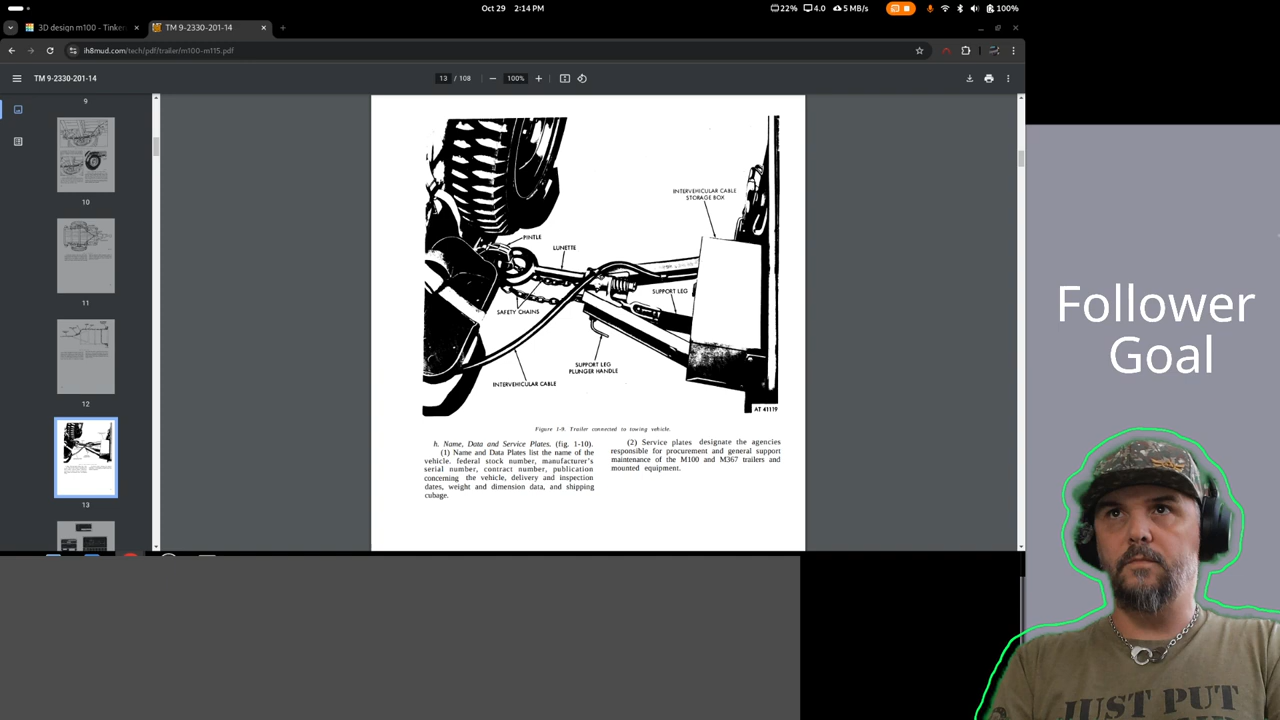 Oct 29 2:14 PM
22% 4.0 5 MB/s 100%
3D design m100 - Tinker
TM 9-2330-201-14
ih8mud.com/tech/pdf/trailer/m100-m115.pdf
TM 9-2330-201-14
13 / 108
100%
9
10
11
12
13
INTERVEHICULAR CABLE
STORAGE BOX
PINTLE
LUNETTE
SUPPORT LEG
SAFETY CHAINS
SUPPORT LEG
PLUNGER HANDLE
INTERVEHICULAR CABLE
AT 41119
Figure 1-9. Trailer connected to towing vehicle.
h. Name, Data and Service Plates. (fig. 1-10).
(1) Name and Data Plates list the name of the
vehicle, federal stock number, manufacturer's
serial number, contract number, publication
concerning the vehicle, delivery and inspection
dates, weight and dimension data, and shipping
cubage.
(2) Service plates designate the agencies
responsible for procurement and general support
maintenance of the M100 and M367 trailers and
mounted equipment.
Follower
Goal
JUST PUT